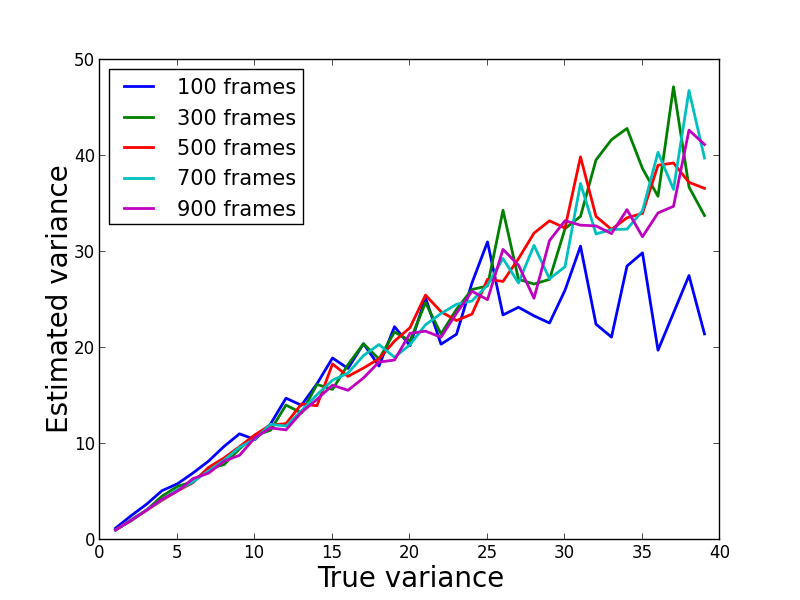 100 frames
300 frames
500 frames
700 frames
900 frames
Estimated variance
50
40
30
20
10
0
0 5 10 15 20 25 30 35 40
True variance